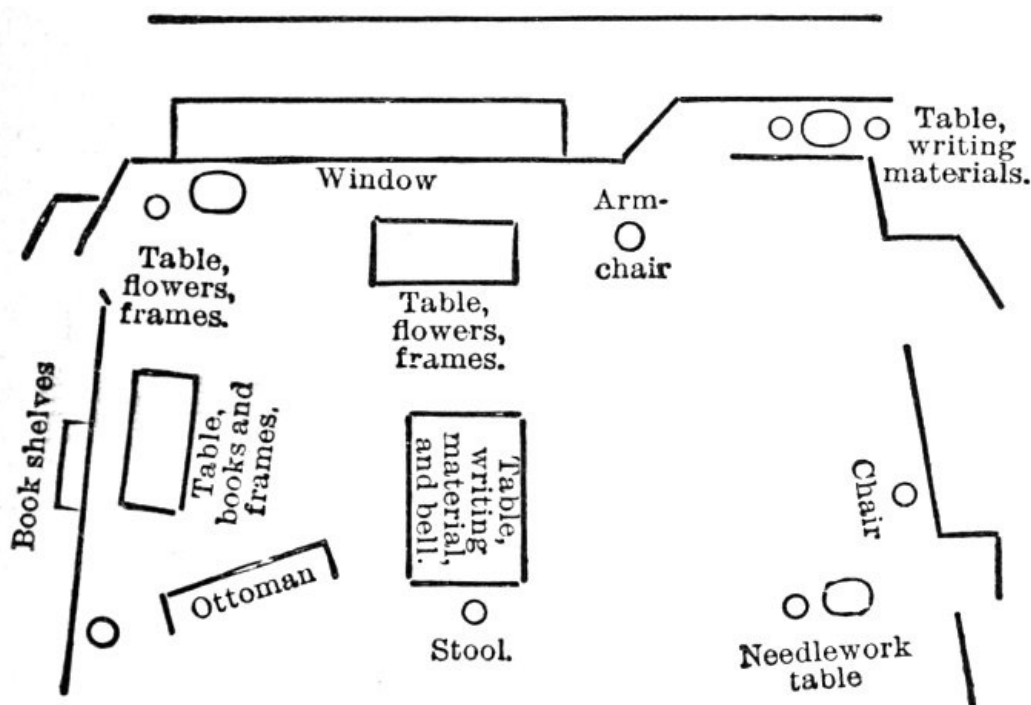 Table,
writing
materials.
Window
Arm-
chair
Table,
flowers,
frames.
Table,
flowers,
frames.
Book shelves
Table,
books and
frames.
Table,
writing
material,
and bell.
Chair
Ottoman
Stool.
Needlework
table